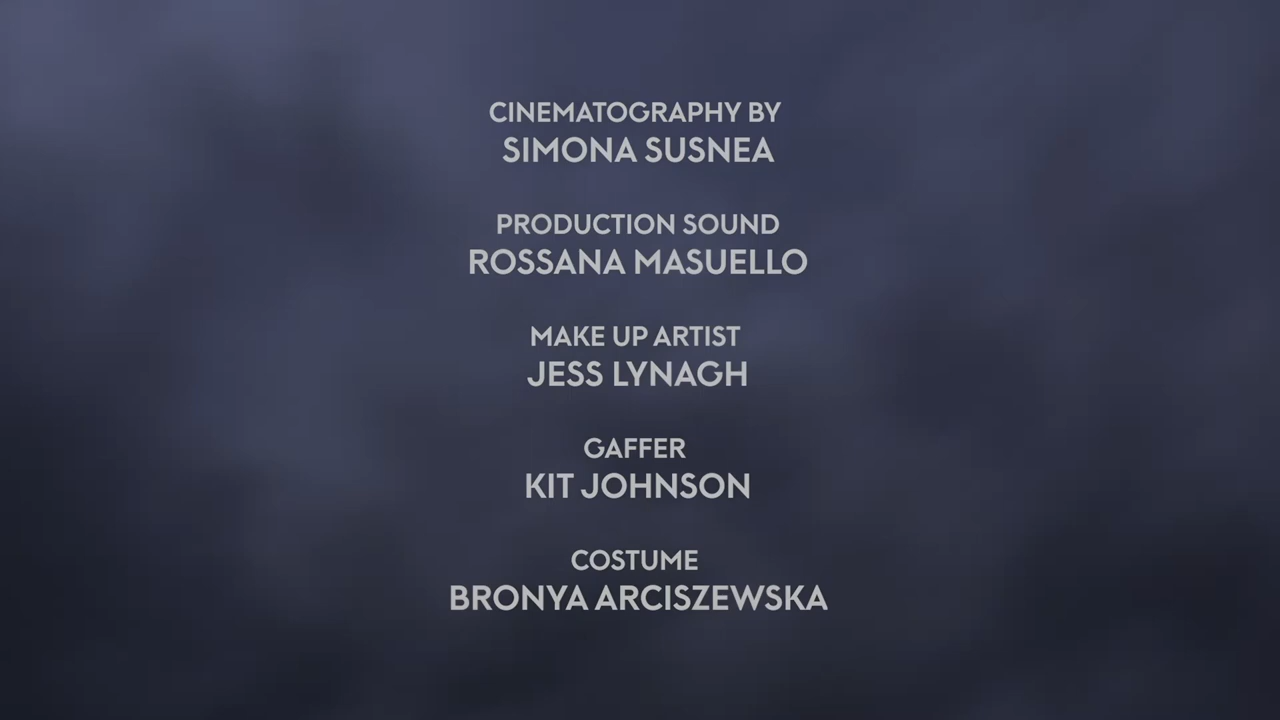 CINEMATOGRAPHY BY
SIMONA SUSNEA
PRODUCTION SOUND
ROSSANA MASUELLO
MAKE UP ARTIST
JESS LYNAGH
GAFFER
KIT JOHNSON
COSTUME
BRONYA ARCISZEWSKA